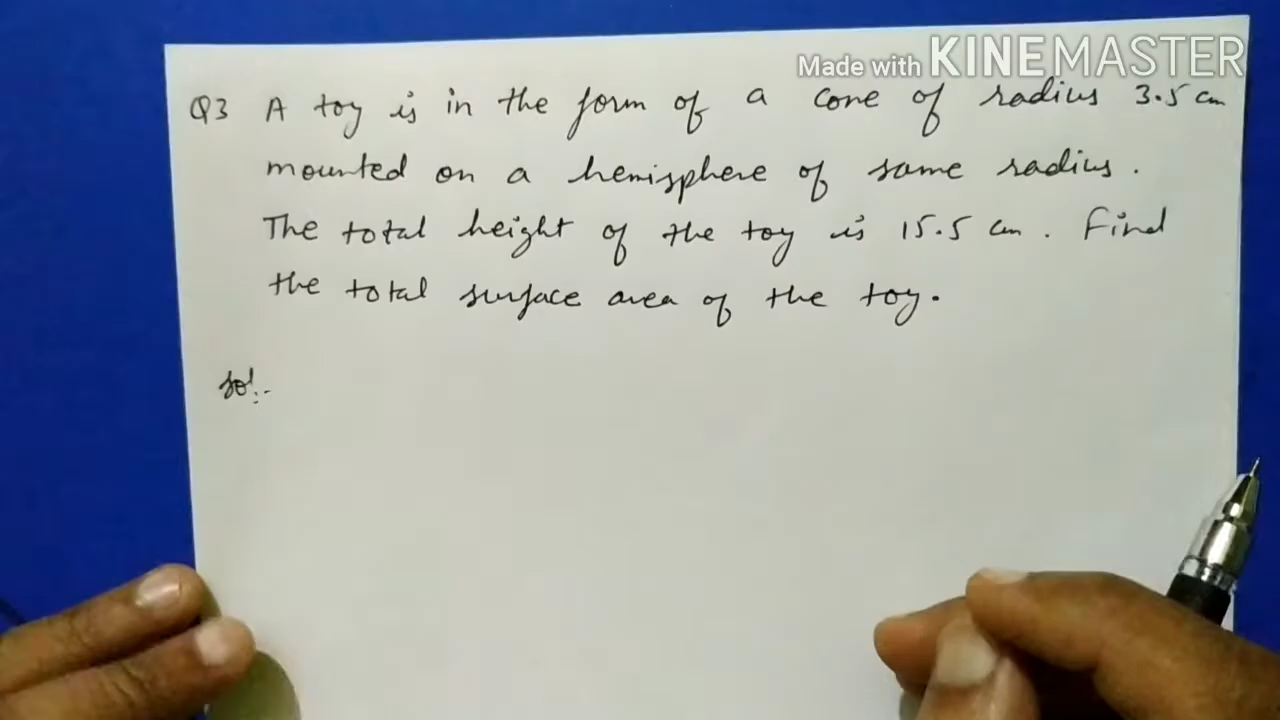 Made with KINEMASTER
Q3 A toy is in the form of a cone of radius 3.5 cm
mounted on a hemisphere of same radius.
The total height of the toy is 15.5 cm. Find
the total surface area of the toy.
Sol:-